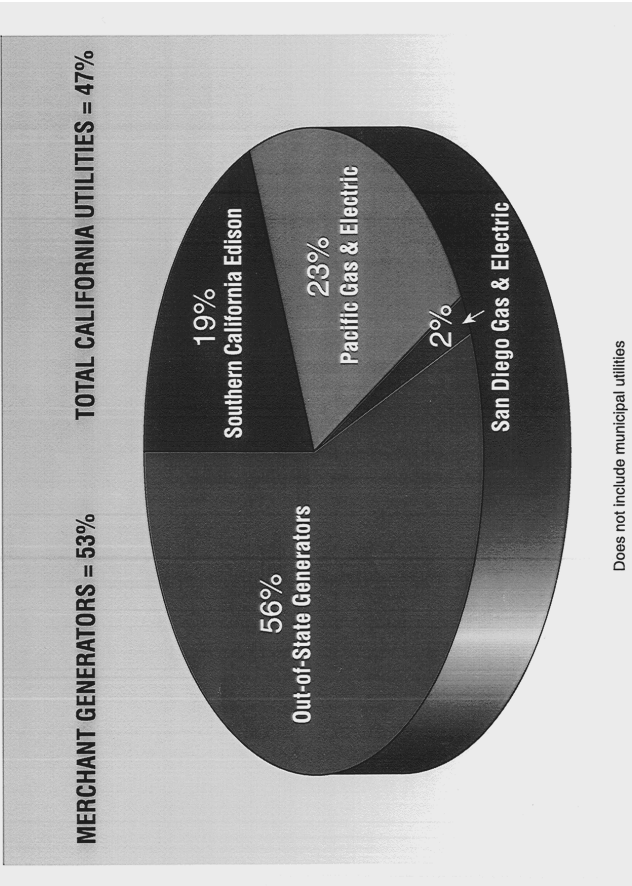 MERCHANT GENERATORS = 53%
TOTAL CALIFORNIA UTILITIES = 47%
19%
Southern California Edison
56%
Out-of-State Generators
23%
Pacific Gas & Electric
2%
San Diego Gas & Electric
Does not include municipal utilities